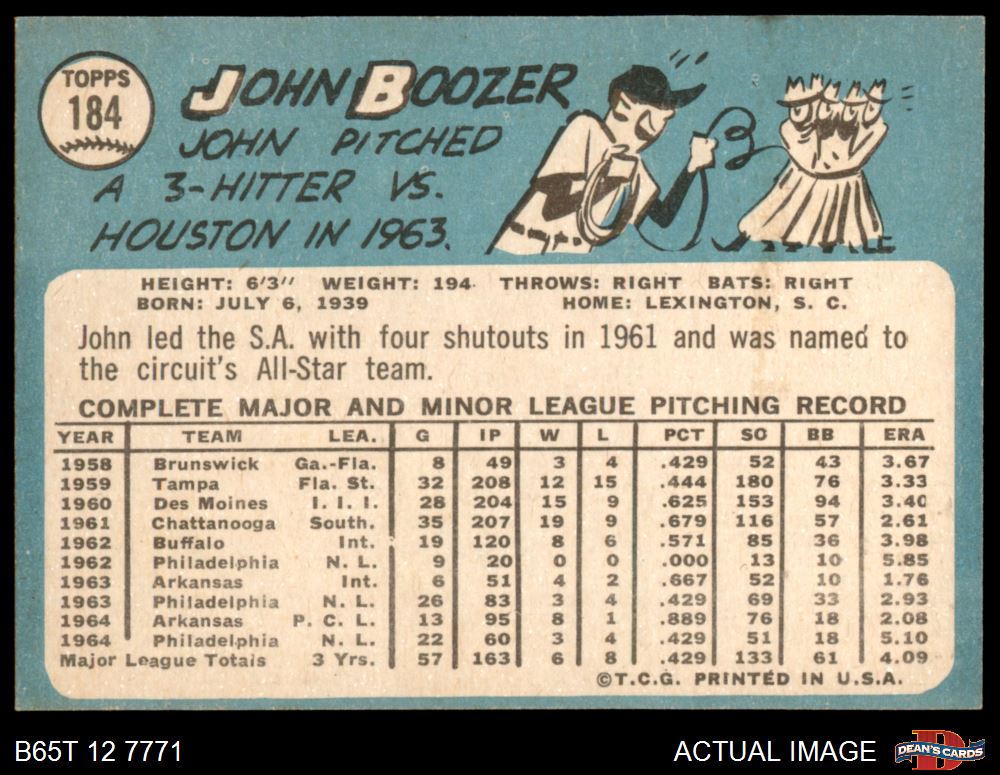 TOPPS
184
JOHN BOOZER
JOHN PITCHED
A 3-HITTER VS.
HOUSTON IN 1963.
HEIGHT: 6'3" WEIGHT: 194 THROWS: RIGHT BATS: RIGHT
BORN: JULY 6, 1939 HOME: LEXINGTON, S. C.
John led the S.A. with four shutouts in 1961 and was named to
the circuit's All-Star team.
COMPLETE MAJOR AND MINOR LEAGUE PITCHING RECORD
YEAR TEAM LEA. G IP W L PCT SO BB ERA
1958 Brunswick Ga.-Fla. 8 49 3 4 .429 52 43 3.67
1959 Tampa Fla. St. 32 208 12 15 .444 180 76 3.33
1960 Des Moines I. I. I. 28 204 15 9 .625 153 94 3.40
1961 Chattanooga South. 35 207 19 9 .679 116 57 2.61
1962 Buffalo Int. 19 120 8 6 .571 85 36 3.98
1962 Philadelphia N. L. 9 20 0 0 .000 13 10 5.85
1963 Arkansas Int. 6 51 4 2 .667 52 10 1.76
1963 Philadelphia N. L. 26 83 3 4 .429 69 33 2.93
1964 Arkansas P. C. L. 13 95 8 1 .889 76 18 2.08
1964 Philadelphia N. L. 22 60 3 4 .429 51 18 5.10
Major League Totals 3 Yrs. 57 163 6 8 .429 133 61 4.09
©T.C.G. PRINTED IN U.S.A.
B65T 12 7771 ACTUAL IMAGE DEAN'S CARDS